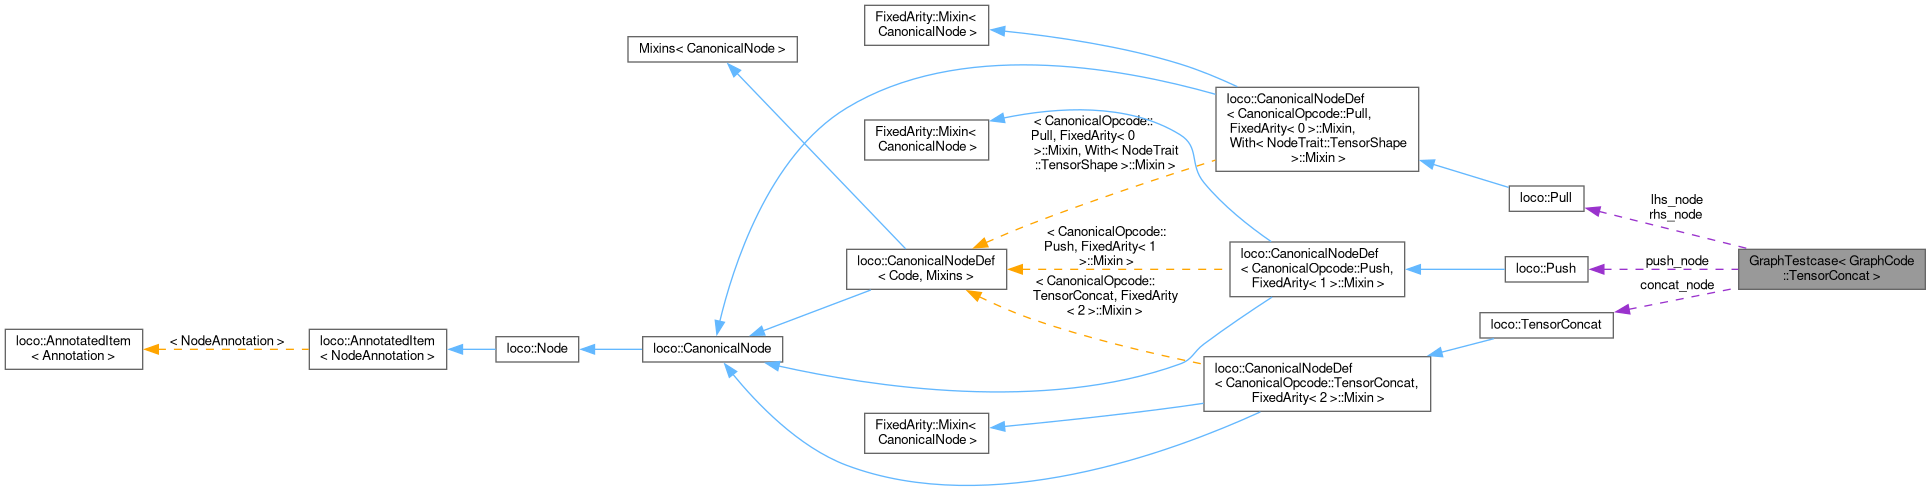 FixedArity::Mixin<
CanonicalNode >
Mixins< CanonicalNode >
loco::CanonicalNodeDef
< CanonicalOpcode::Pull,
FixedArity< 0 >::Mixin,
With< NodeTrait::TensorShape
>::Mixin >
FixedArity::Mixin<
CanonicalNode >
< CanonicalOpcode::
Pull, FixedArity< 0
>::Mixin, With< NodeTrait
::TensorShape >::Mixin >
loco::Pull
lhs_node
rhs_node
loco::CanonicalNodeDef
< Code, Mixins >
< CanonicalOpcode::
Push, FixedArity< 1
>::Mixin >
loco::CanonicalNodeDef
< CanonicalOpcode::Push,
FixedArity< 1 >::Mixin >
loco::Push
push_node
GraphTestcase< GraphCode
::TensorConcat >
< CanonicalOpcode::
TensorConcat, FixedArity
< 2 >::Mixin >
concat_node
loco::TensorConcat
loco::AnnotatedItem
< Annotation >
< NodeAnnotation >
loco::AnnotatedItem
< NodeAnnotation >
loco::Node
loco::CanonicalNode
loco::CanonicalNodeDef
< CanonicalOpcode::TensorConcat,
FixedArity< 2 >::Mixin >
FixedArity::Mixin<
CanonicalNode >